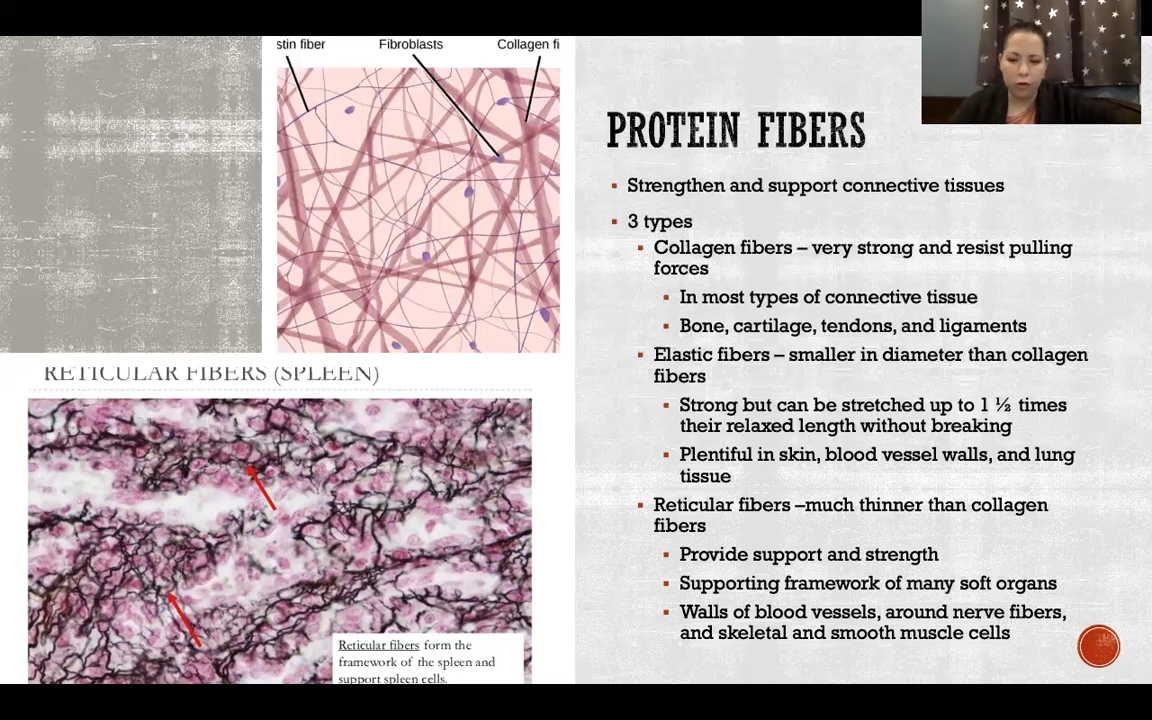 stin fiber
Fibroblasts
Collagen fi
RETICULAR FIBERS (SPLEEN)
Reticular fibers form the
framework of the spleen and
support spleen cells.
PROTEIN FIBERS
▪ Strengthen and support connective tissues
▪ 3 types
▪ Collagen fibers – very strong and resist pulling
forces
▪ In most types of connective tissue
▪ Bone, cartilage, tendons, and ligaments
▪ Elastic fibers – smaller in diameter than collagen
fibers
▪ Strong but can be stretched up to 1 ½ times
their relaxed length without breaking
▪ Plentiful in skin, blood vessel walls, and lung
tissue
▪ Reticular fibers –much thinner than collagen
fibers
▪ Provide support and strength
▪ Supporting framework of many soft organs
▪ Walls of blood vessels, around nerve fibers,
and skeletal and smooth muscle cells